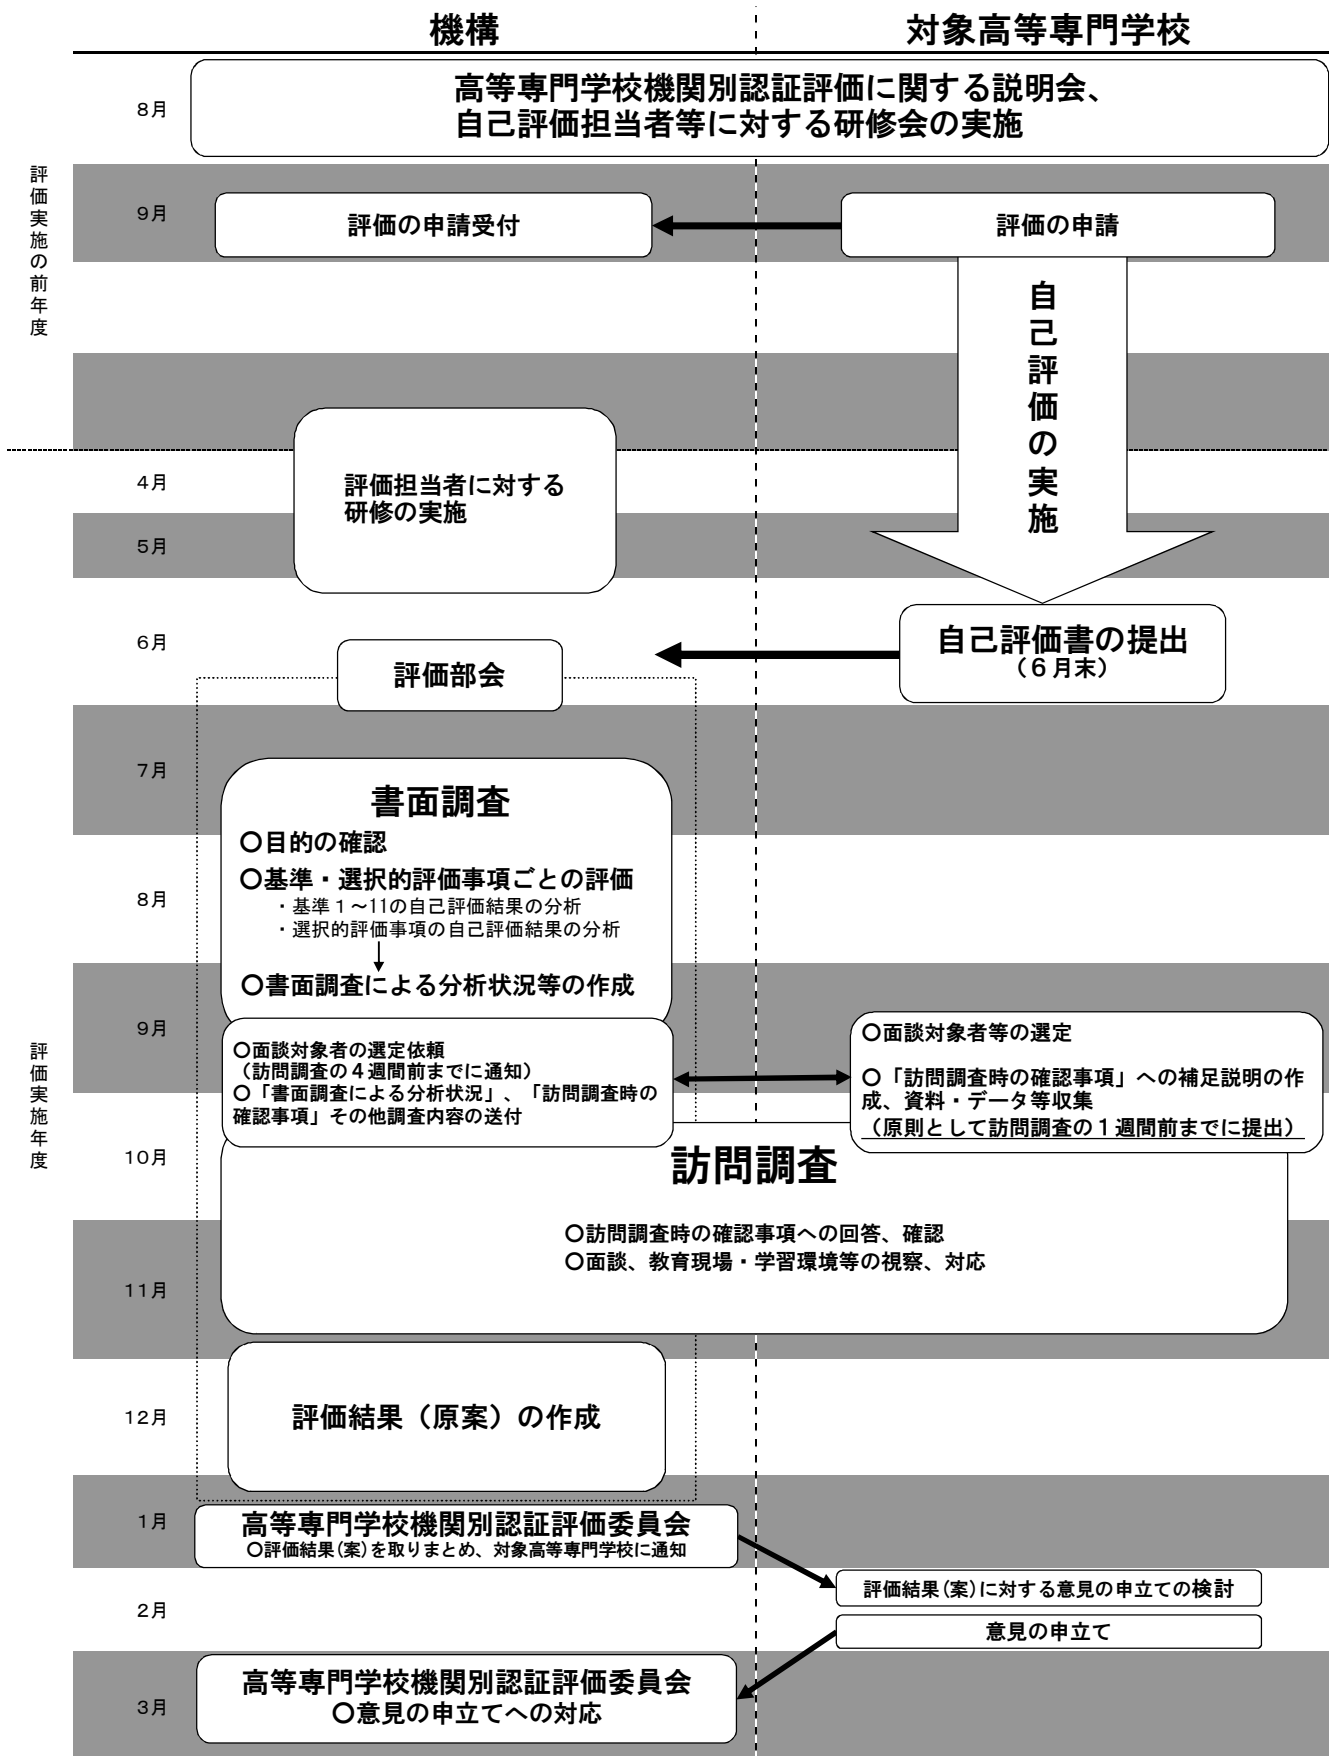 機構
対象高等専門学校
評価実施の前年度
8月
高等専門学校機関別認証評価に関する説明会、
自己評価担当者等に対する研修会の実施
9月
評価の申請受付
評価の申請
自己評価の実施
評価担当者に対する
研修の実施
4月
5月
6月
自己評価書の提出
（６月末）
評価部会
評価実施年度
7月
書面調査
○目的の確認
○基準・選択的評価事項ごとの評価
・基準１～11の自己評価結果の分析
・選択的評価事項の自己評価結果の分析
8月
○書面調査による分析状況等の作成
9月
○面談対象者の選定依頼
（訪問調査の４週間前までに通知）
○「書面調査による分析状況」、「訪問調査時の
確認事項」その他調査内容の送付
○面談対象者等の選定
○「訪問調査時の確認事項」への補足説明の作
成、資料・データ等収集
（原則として訪問調査の１週間前までに提出）
10月
訪問調査
○訪問調査時の確認事項への回答、確認
○面談、教育現場・学習環境等の視察、対応
11月
12月
評価結果（原案）の作成
1月
高等専門学校機関別認証評価委員会
○評価結果(案)を取りまとめ、対象高等専門学校に通知
評価結果(案)に対する意見の申立ての検討
2月
意見の申立て
3月
高等専門学校機関別認証評価委員会
○意見の申立てへの対応